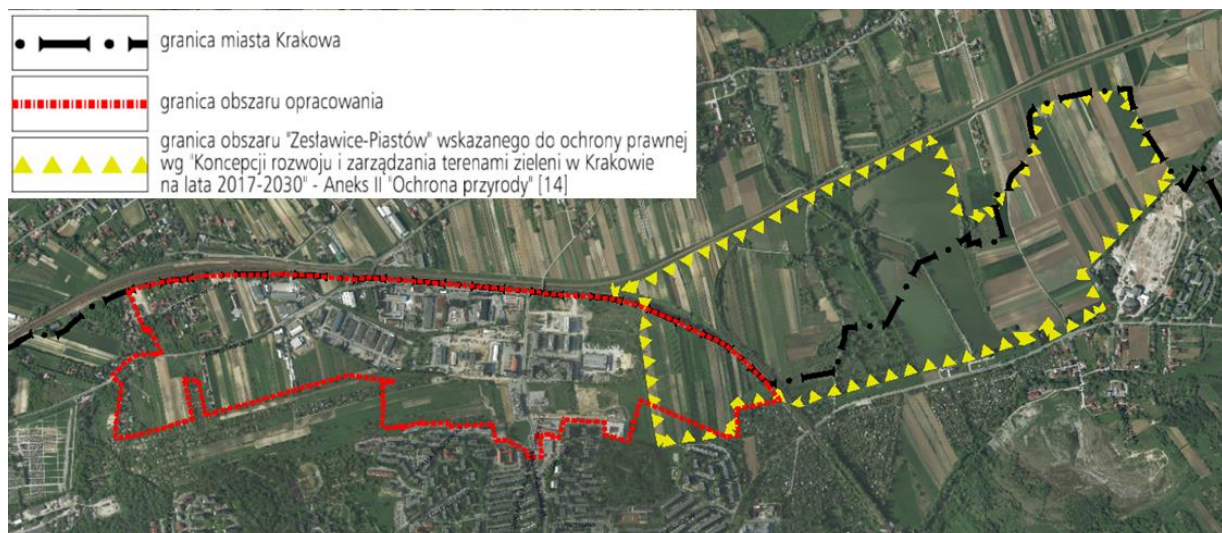 granica miasta Krakowa
granica obszaru opracowania
granica obszaru "Zesławice-Piastów" wskazanego do ochrony prawnej
wg "Koncepcji rozwoju i zarządzania terenami zieleni w Krakowie
na lata 2017-2030" - Aneks II "Ochrona przyrody" [14]